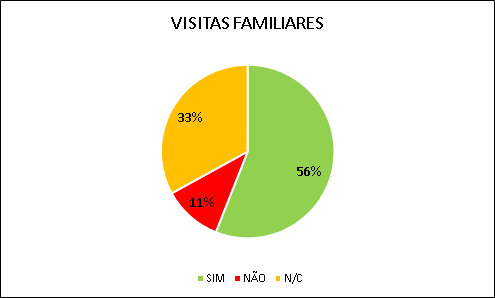 VISITAS FAMILIARES
33%
56%
11%
SIM NÃO N/C